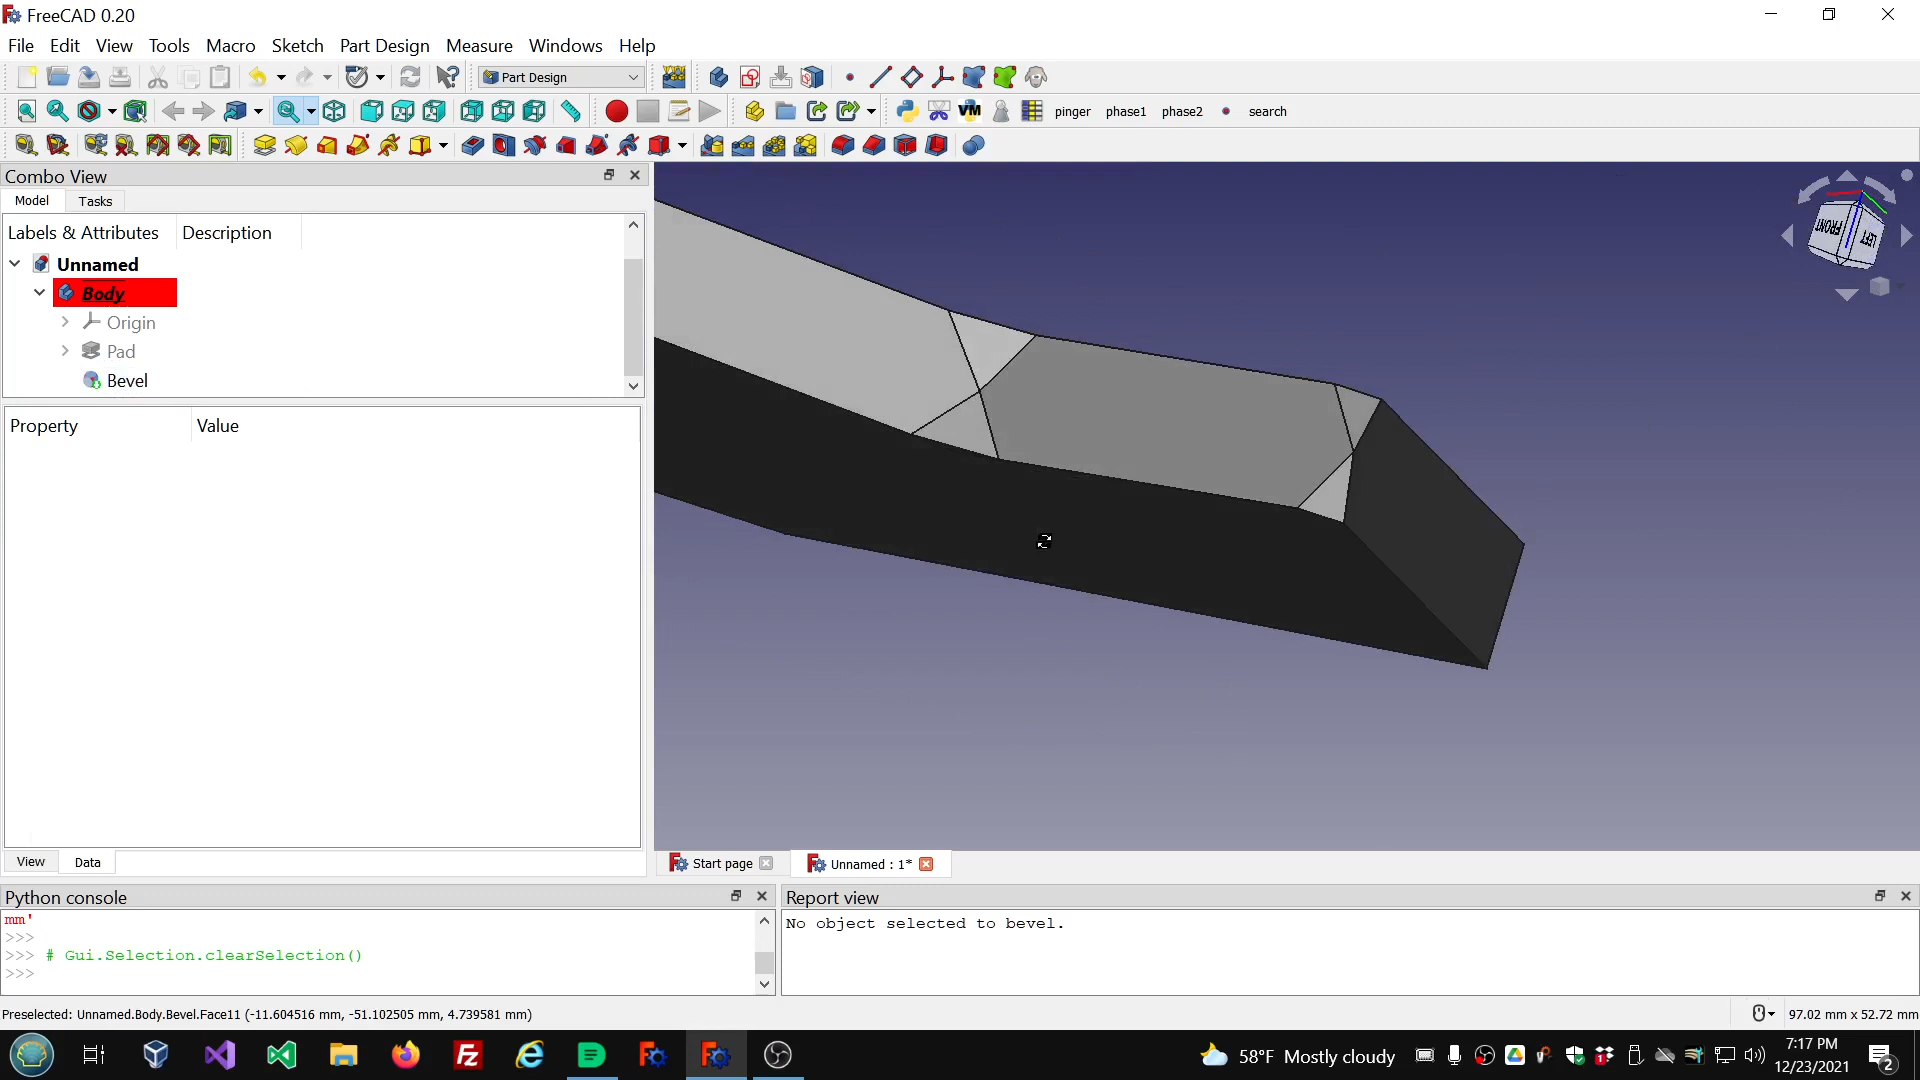 FreeCAD 0.20
File Edit View Tools Macro Sketch Part Design Measure Windows Help
Part Design
VM pinger phase1 phase2 search
Combo View
Model Tasks
Labels & Attributes Description
Unnamed
Body
Origin
Pad
Bevel
Property Value
FRONT LEFT
View Data
Start page Unnamed : 1*
Python console
mm'
>>>
>>> # Gui.Selection.clearSelection()
>>>
Report view
No object selected to bevel.
Preselected: Unnamed.Body.Bevel.Face11 (-11.604516 mm, -51.102505 mm, 4.739581 mm)
97.02 mm x 52.72 mm
58°F Mostly cloudy
7:17 PM
12/23/2021
2